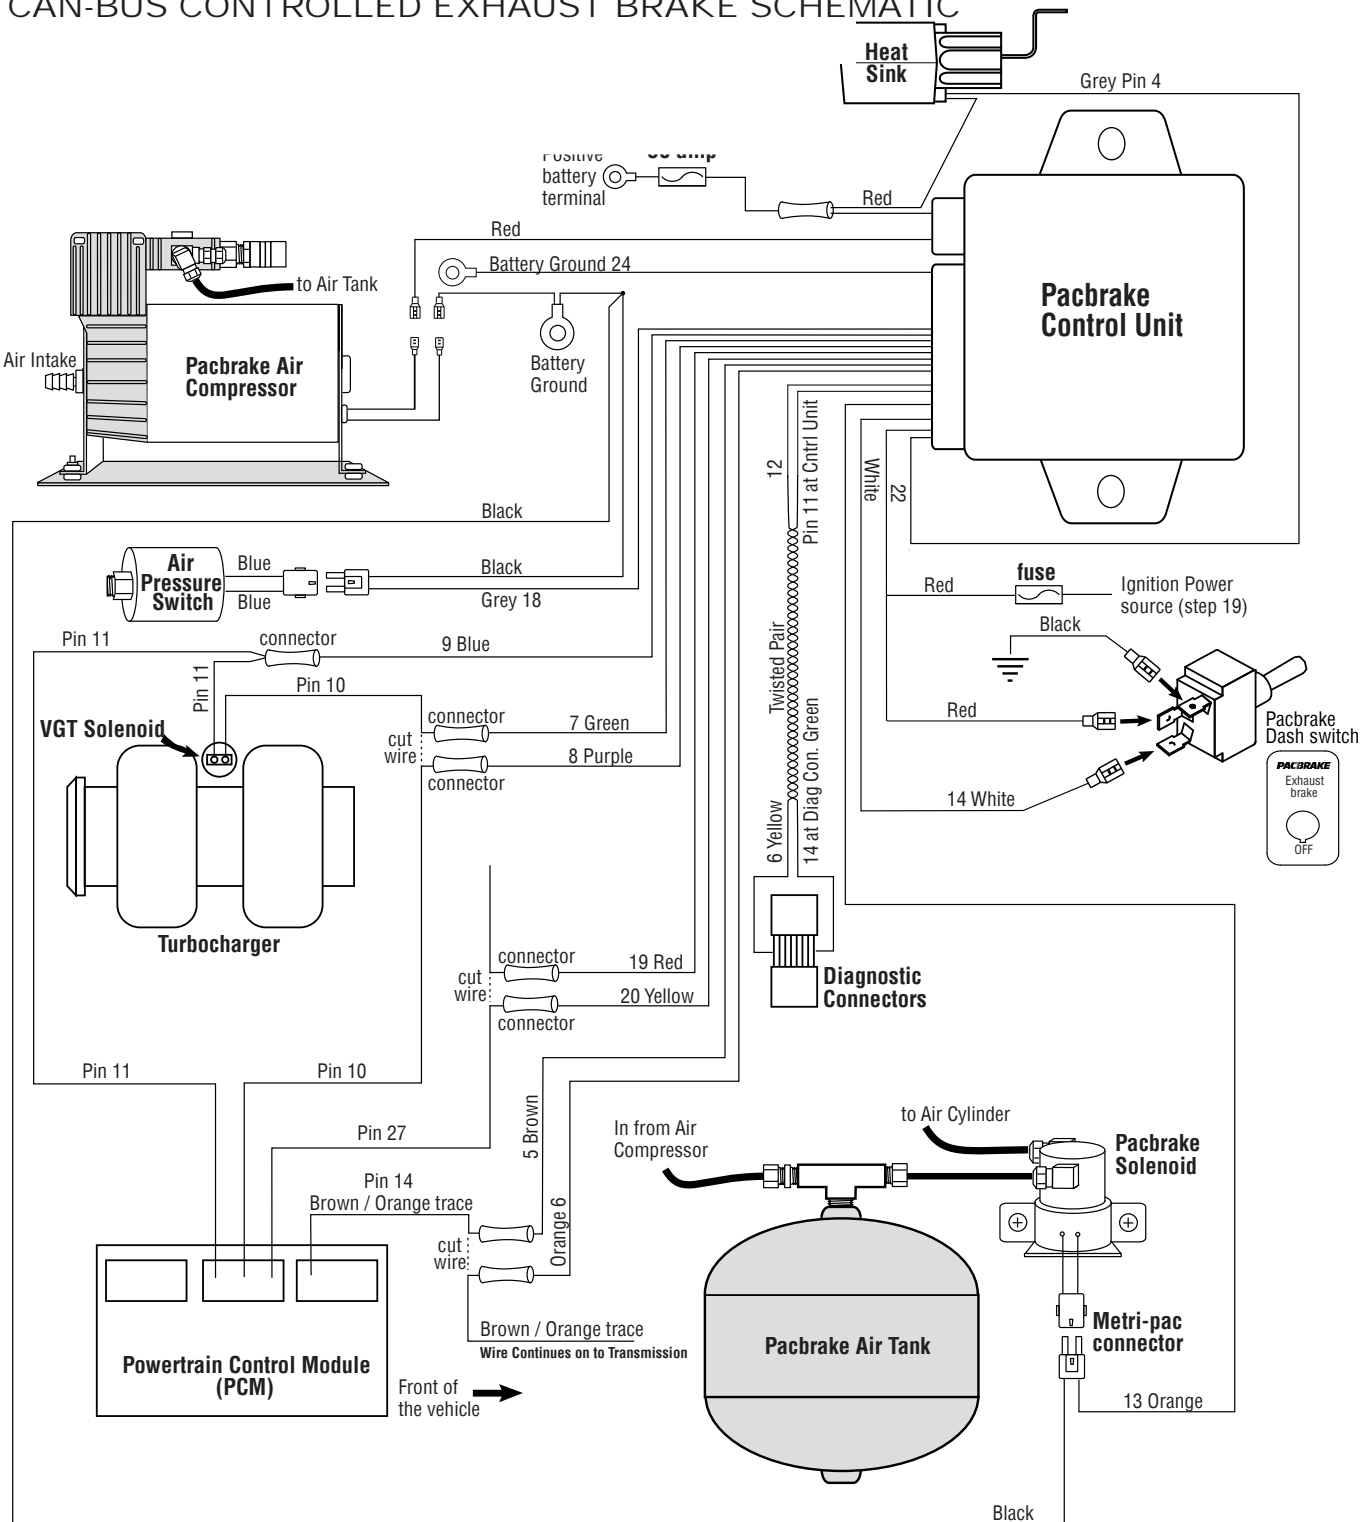 CAN-BUS CONTROLLED EXHAUST BRAKE SCHEMATIC
Heat
Sink
Grey Pin 4
Positive
battery
terminal
amp
Red
Red
Battery Ground 24
to Air Tank
Pacbrake
Control Unit
Air Intake
Pacbrake Air
Compressor
Battery
Ground
12
Pin 11 at Cntrl Unit
White
22
Black
Air
Pressure
Switch
Blue
Blue
Black
Grey 18
Red
fuse
Ignition Power
source (step 19)
Black
Pin 11
connector
9 Blue
Pin 11
Pin 10
Twisted Pair
VGT Solenoid
connector
7 Green
cut
wire
8 Purple
connector
Red
Pacbrake
Dash switch
PACBRAKE
Exhaust
brake
OFF
14 White
6 Yellow
14 at Diag Con. Green
Turbocharger
connector
19 Red
cut
wire
20 Yellow
connector
Diagnostic
Connectors
Pin 11
Pin 10
Pin 27
5 Brown
Orange 6
In from Air
Compressor
to Air Cylinder
Pacbrake
Solenoid
Pin 14
Brown / Orange trace
cut
wire
Brown / Orange trace
Wire Continues on to Transmission
Powertrain Control Module
(PCM)
Front of
the vehicle
Pacbrake Air Tank
Metri-pac
connector
13 Orange
Black